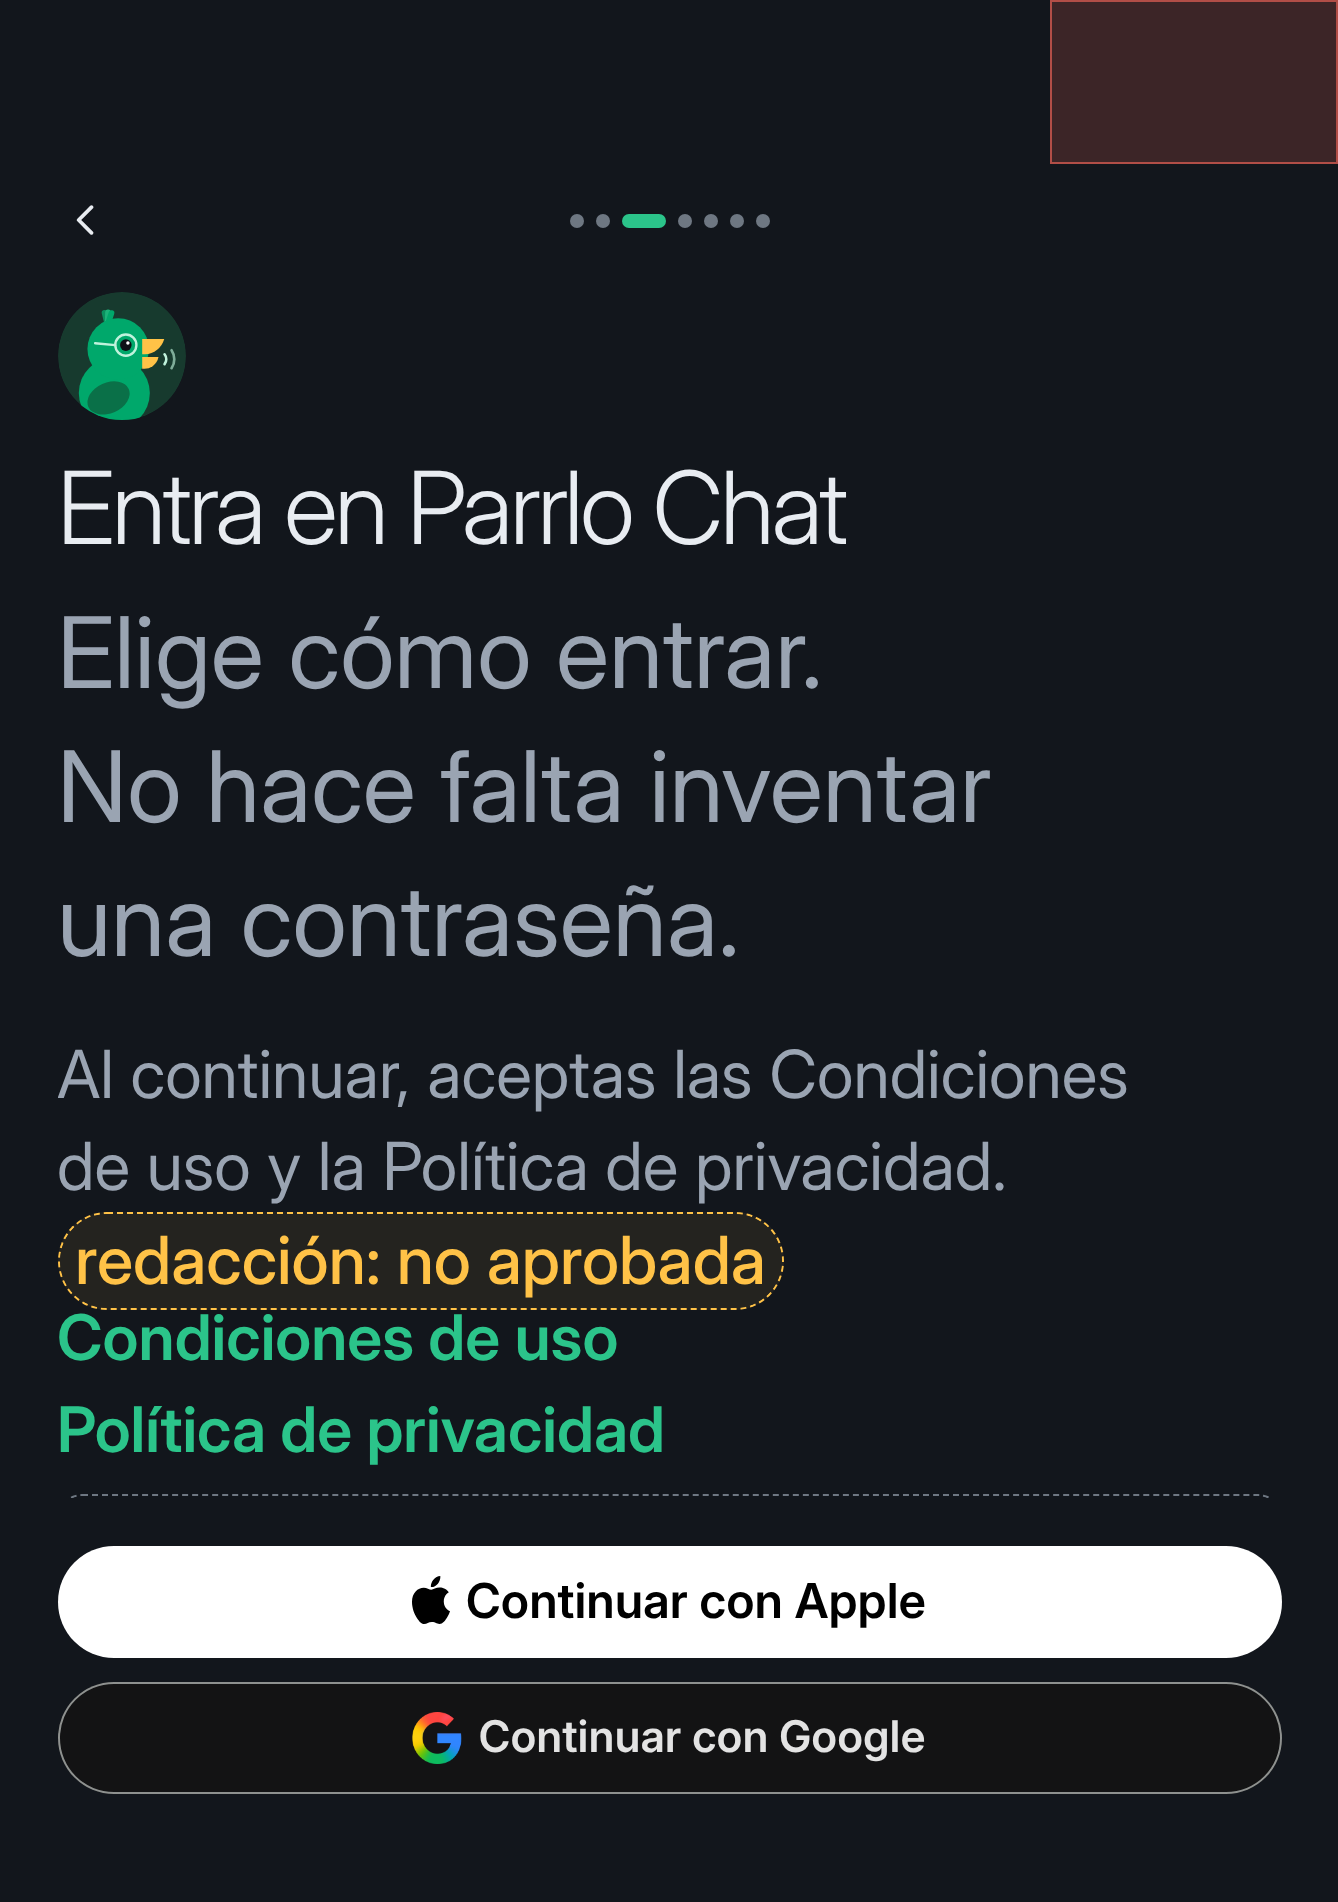 Entra en Parrlo Chat
Elige cómo entrar.
No hace falta inventar
una contraseña.
Al continuar, aceptas las Condiciones
de uso y la Política de privacidad.
redacción: no aprobada
Condiciones de uso
Política de privacidad
Continuar con Apple
Continuar con Google